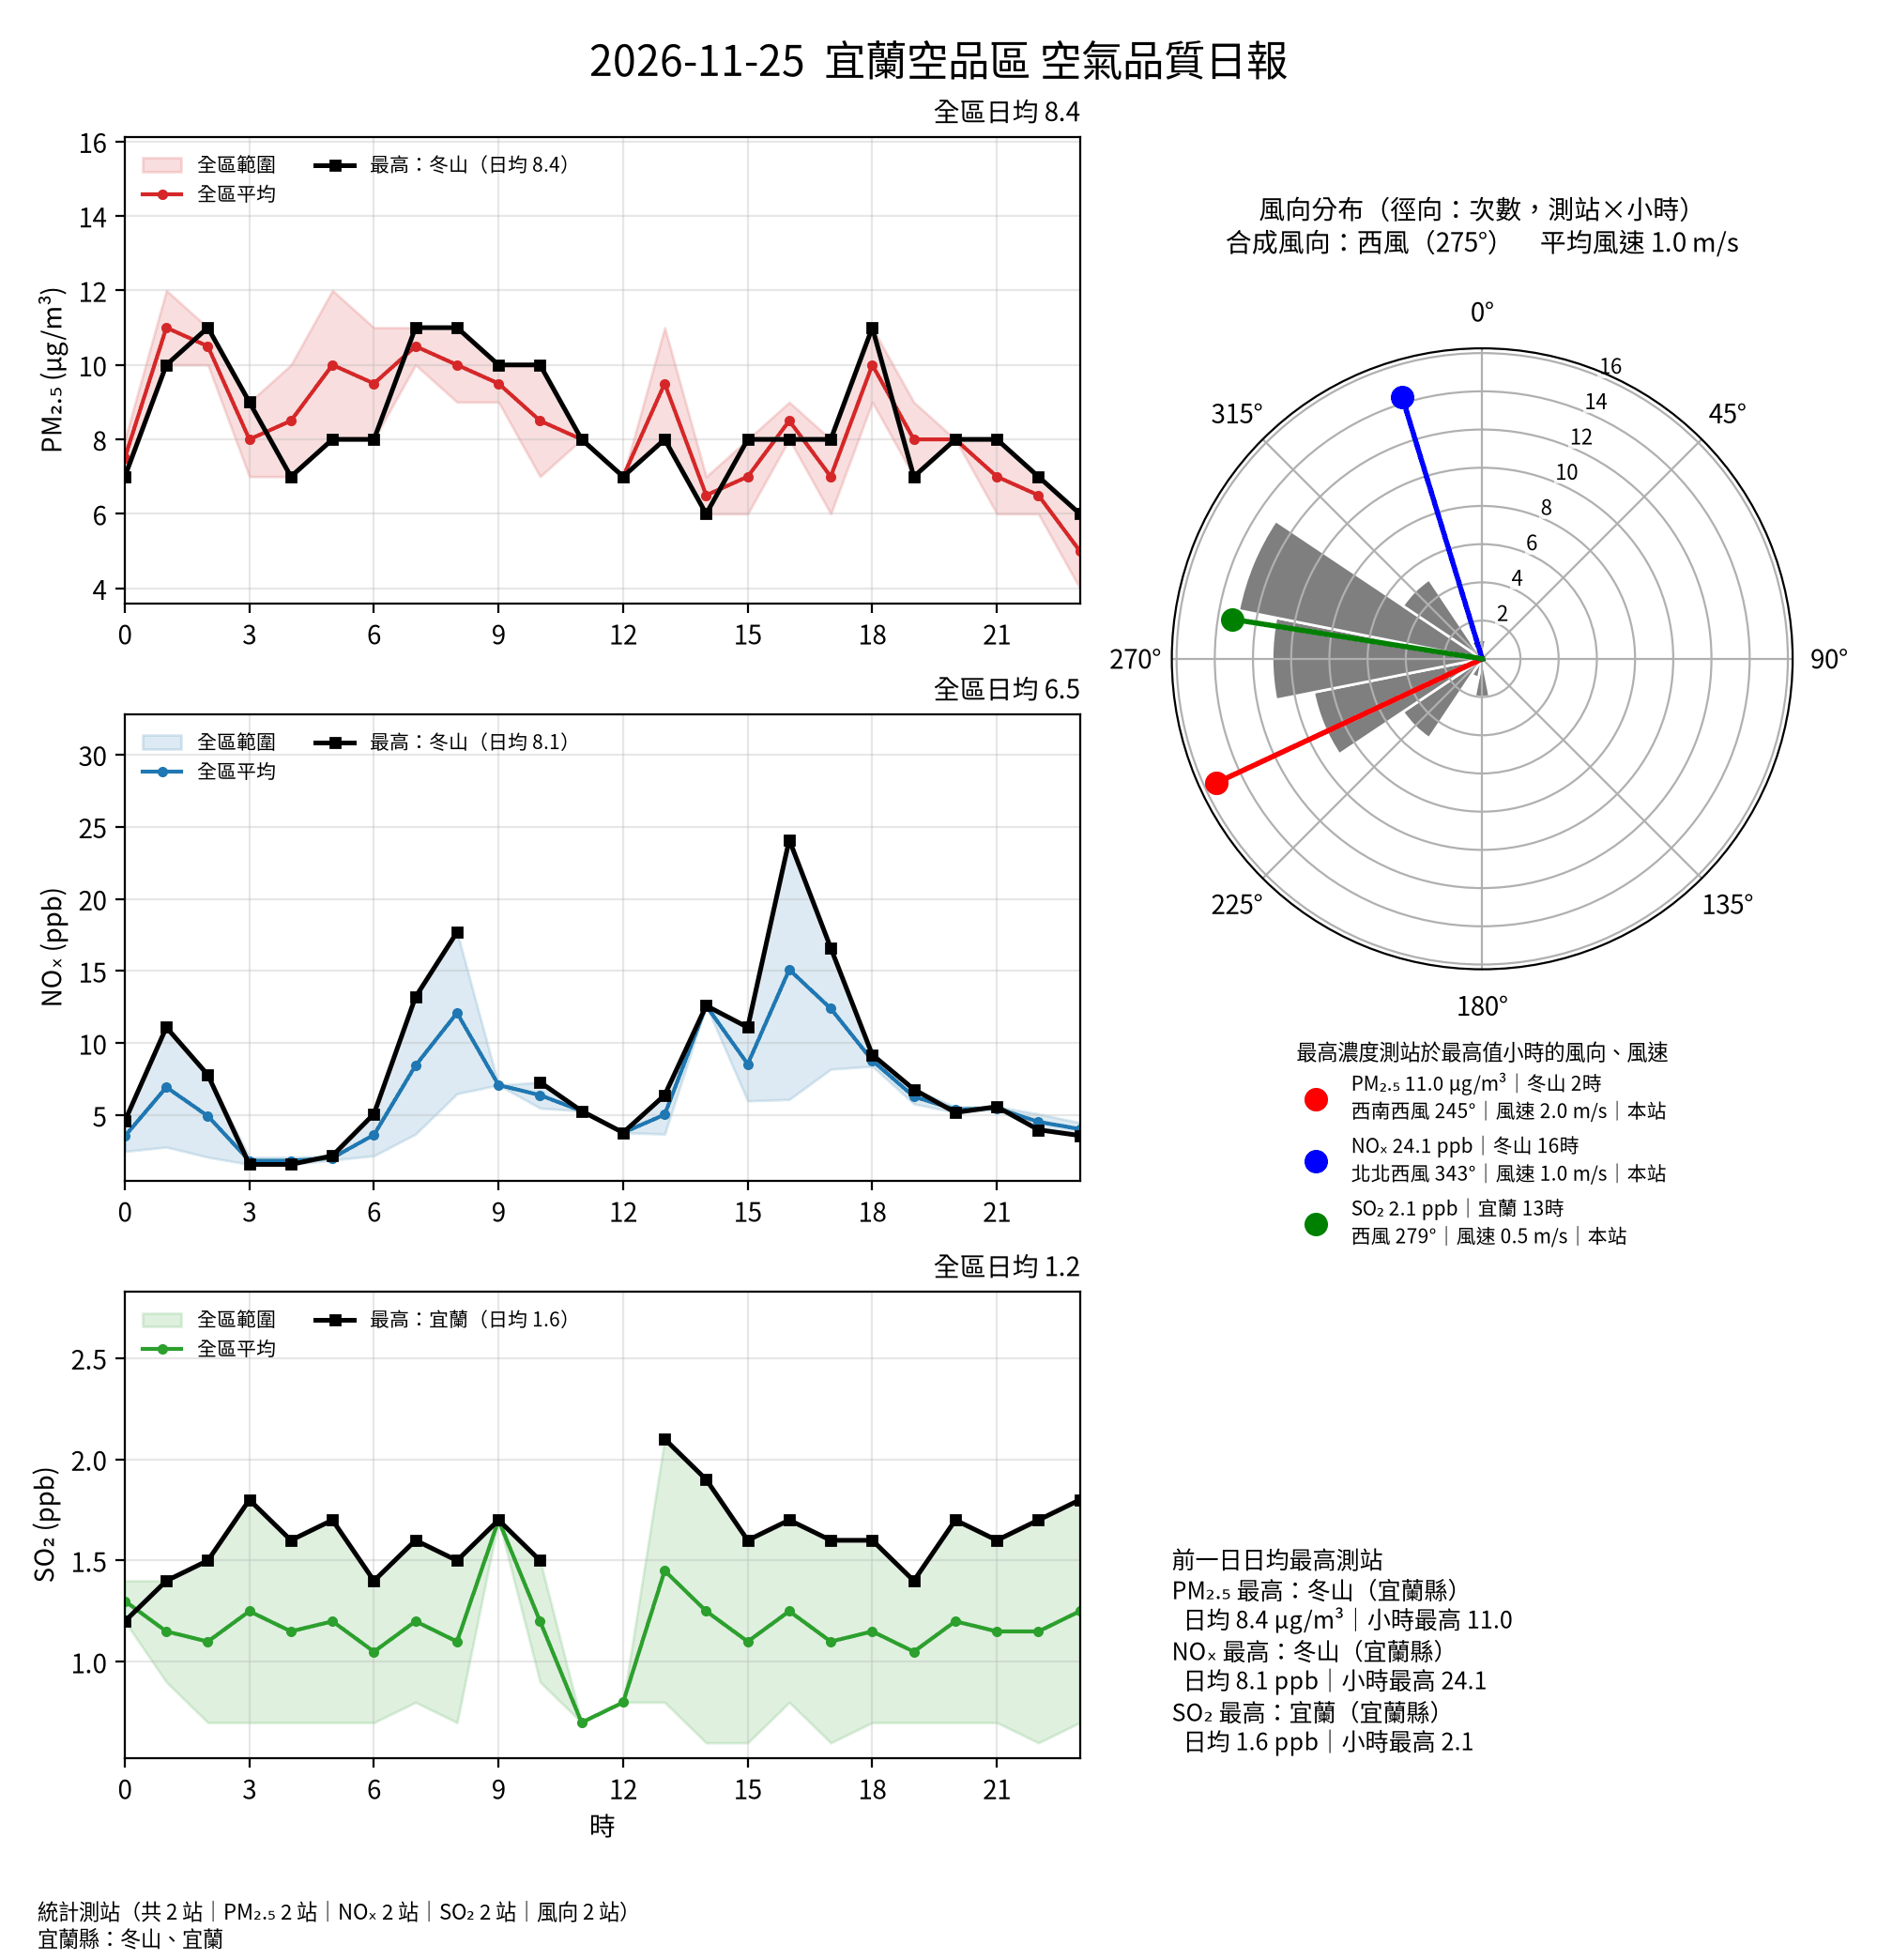 2026-11-25 宜蘭空品區 空氣品質日報
全區日均 8.4
PM₂.₅ (μg/m³)
16
14
12
10
8
6
4
全區範圍
全區平均
最高：冬山（日均 8.4）
0 3 6 9 12 15 18 21
全區日均 6.5
NOₓ (ppb)
30
25
20
15
10
5
全區範圍
全區平均
最高：冬山（日均 8.1）
0 3 6 9 12 15 18 21
全區日均 1.2
SO₂ (ppb)
2.5
2.0
1.5
1.0
全區範圍
全區平均
最高：宜蘭（日均 1.6）
0 3 6 9 12 15 18 21
時
風向分布（徑向：次數，測站×小時）
合成風向：西風（275°） 平均風速 1.0 m/s
0°
45°
90°
135°
180°
225°
270°
315°
2
4
6
8
10
12
14
16
最高濃度測站於最高值小時的風向、風速
PM₂.₅ 11.0 μg/m³｜冬山 2時
西南西風 245°｜風速 2.0 m/s｜本站
NOₓ 24.1 ppb｜冬山 16時
北北西風 343°｜風速 1.0 m/s｜本站
SO₂ 2.1 ppb｜宜蘭 13時
西風 279°｜風速 0.5 m/s｜本站
前一日日均最高測站
PM₂.₅ 最高：冬山（宜蘭縣）
日均 8.4 μg/m³｜小時最高 11.0
NOₓ 最高：冬山（宜蘭縣）
日均 8.1 ppb｜小時最高 24.1
SO₂ 最高：宜蘭（宜蘭縣）
日均 1.6 ppb｜小時最高 2.1
統計測站（共 2 站｜PM₂.₅ 2 站｜NOₓ 2 站｜SO₂ 2 站｜風向 2 站）
宜蘭縣：冬山、宜蘭